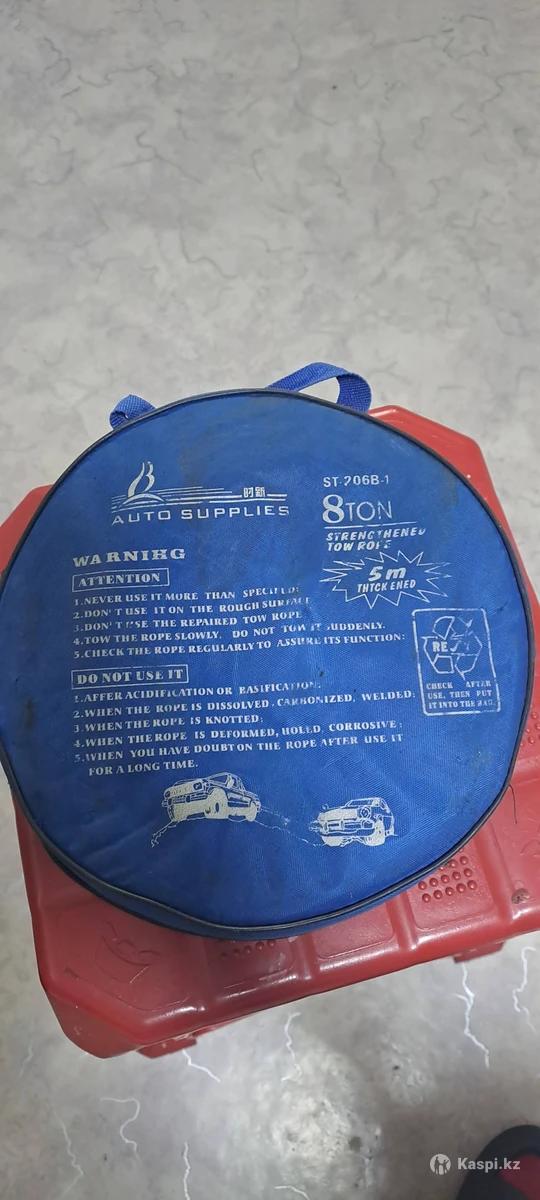 时新
AUTO SUPPLIES
ST-206B-1
8TON
STRENGTHENED
TOW ROPE
5m
THTCKENED
WARNIHG
ATTENTION
1.NEVER USE IT MORE THAN SPECIFIED;
2.DON'T USE IT ON THE ROUGH SURFACE
3.DON'T USE THE REPAIRED TOW ROPE
4.TOW THE ROPE SLOWLY. DO NOT TOW IT SUDDENLY.
5.CHECK THE ROPE REGULARLY TO ASSURE ITS FUNCTION:
DO NOT USE IT
1.AFFER ACIDIFICATION OR BASIFICATION.
2.WHEN THE ROPE IS DISSOLVED. CARBONIZED, WELDED:
3.WHEN THE ROPE IS KNOTTED:
4.WHEN THE ROPE IS DEFORMED, HOLED, CORROSIVE:
5.WHEN YOU HAVE DOUBT ON THE ROPE AFTER USE IT
FOR A LONG TIME.
RE
CHECK AFTER
USE, THEN PUT
IT INTO THE BAG.
Kaspi.kz